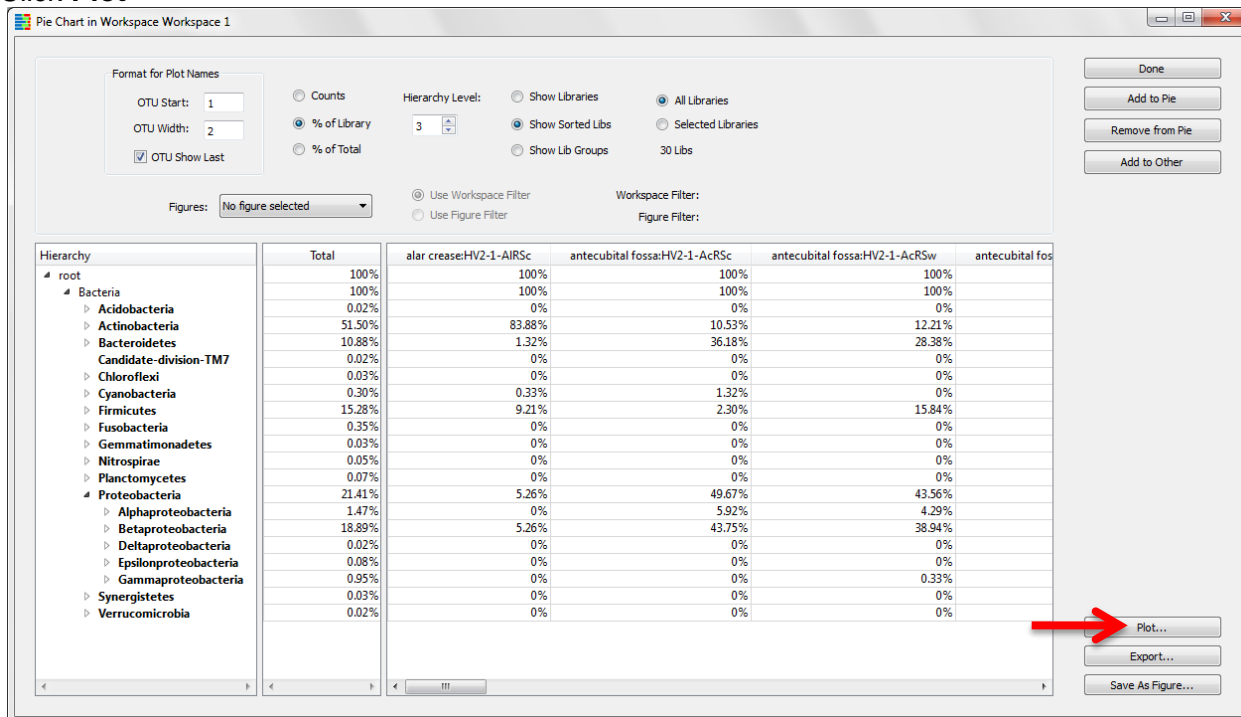 Click Plot
Pie Chart in Workspace Workspace 1
Format for Plot Names
OTU Start: 1
OTU Width: 2
OTU Show Last
Counts
% of Library
% of Total
Hierarchy Level:
3
Show Libraries
Show Sorted Libs
Show Lib Groups
All Libraries
Selected Libraries
30 Libs
Figures: No figure selected
Use Workspace Filter
Use Figure Filter
Workspace Filter:
Figure Filter:
Done
Add to Pie
Remove from Pie
Add to Other
Hierarchy Total alar crease:HV2-1-AlRSc antecubital fossa:HV2-1-AcRSc antecubital fossa:HV2-1-AcRSw antecubital fos
root 100% 100% 100% 100%
Bacteria 100% 100% 100% 100%
Acidobacteria 0.02% 0% 0% 0%
Actinobacteria 51.50% 83.88% 10.53% 12.21%
Bacteroidetes 10.88% 1.32% 36.18% 28.38%
Candidate-division-TM7 0.02% 0% 0% 0%
Chloroflexi 0.03% 0% 0% 0%
Cyanobacteria 0.30% 0.33% 1.32% 0%
Firmicutes 15.28% 9.21% 2.30% 15.84%
Fusobacteria 0.35% 0% 0% 0%
Gemmatimonadetes 0.03% 0% 0% 0%
Nitrospirae 0.05% 0% 0% 0%
Planctomycetes 0.07% 0% 0% 0%
Proteobacteria 21.41% 5.26% 49.67% 43.56%
Alphaproteobacteria 1.47% 0% 5.92% 4.29%
Betaproteobacteria 18.89% 5.26% 43.75% 38.94%
Deltaproteobacteria 0.02% 0% 0% 0%
Epsilonproteobacteria 0.08% 0% 0% 0%
Gammaproteobacteria 0.95% 0% 0% 0.33%
Synergistetes 0.03% 0% 0% 0%
Verrucomicrobia 0.02% 0% 0% 0%
Plot...
Export...
Save As Figure...